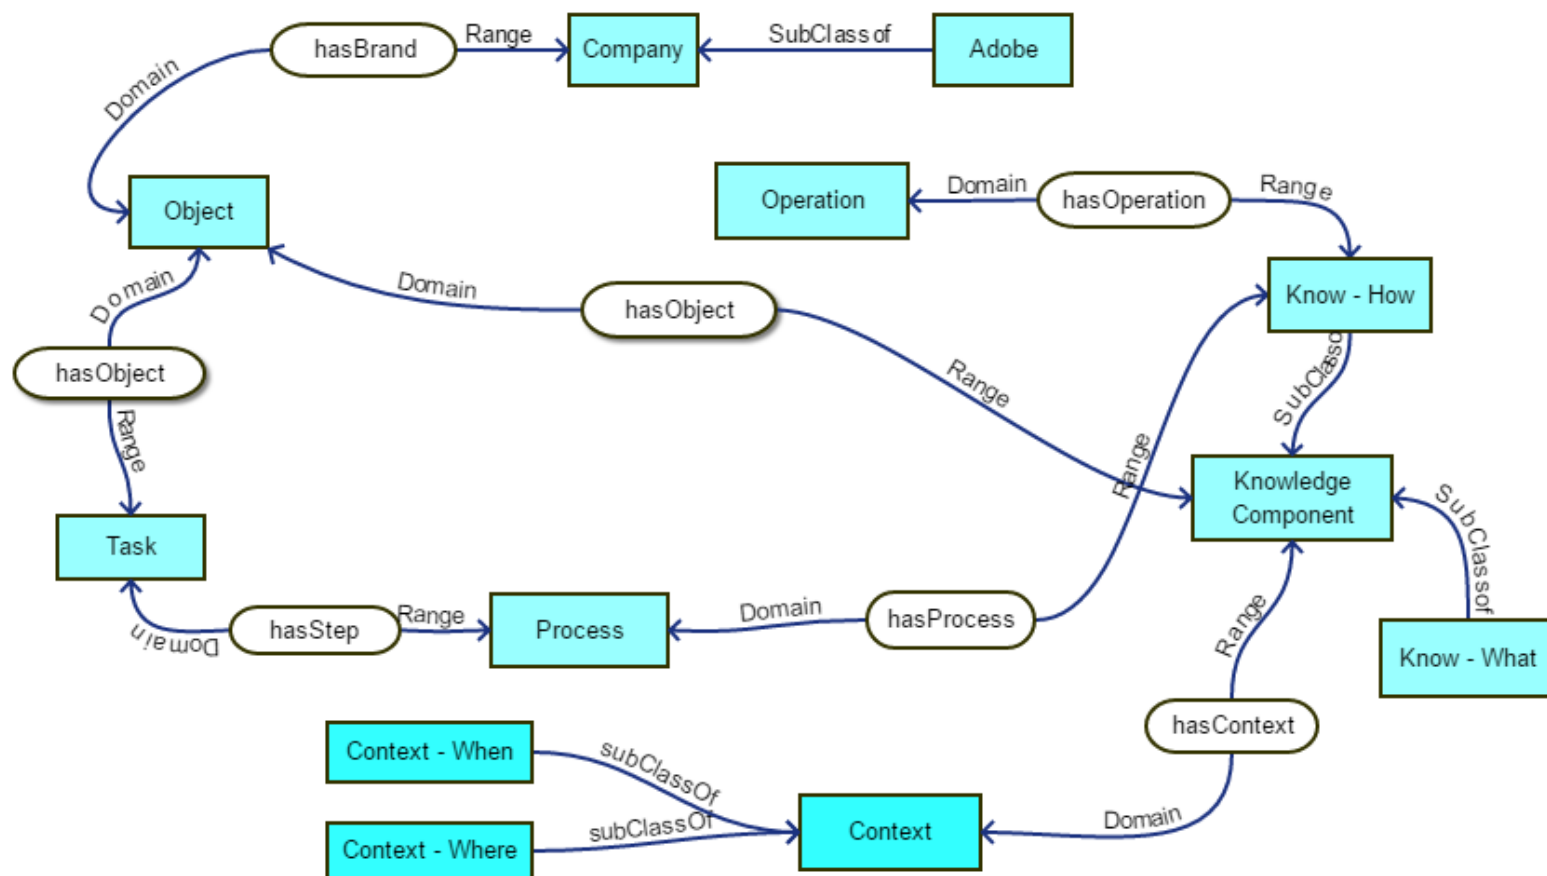 hasBrand
Range
Company
SubClassof
Adobe
Domain
Object
Operation
Domain
hasOperation
Range
Know - How
Domain
Domain
hasObject
hasObject
Range
SubClasso
Range
Range
Knowledge
Component
SubClassof
Task
Domain
hasStep
Range
Process
Domain
hasProcess
Range
Know - What
hasContext
Context - When
subClassOf
Context - Where
subClassOf
Context
Domain